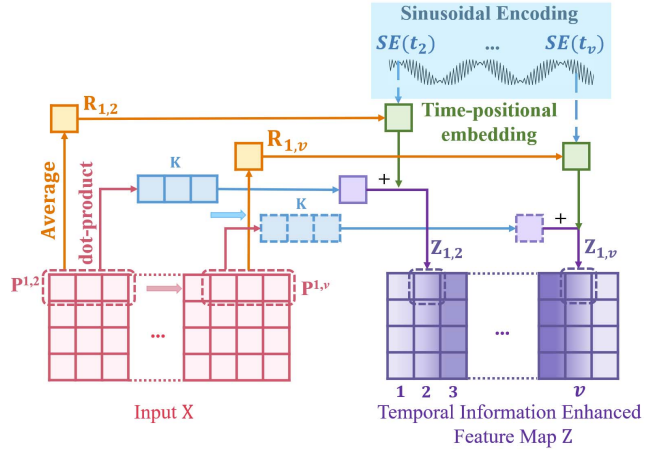 Sinusoidal Encoding
SE(t₂) ... SE(tᵥ)
R₁,₂
Time-positional
embedding
R₁,ᵥ
Average
dot-product
K
+
K
+
Z₁,₂
Z₁,ᵥ
P¹,²
P¹,ᵛ
...
...
1 2 3 v
Input X
Temporal Information Enhanced
Feature Map Z